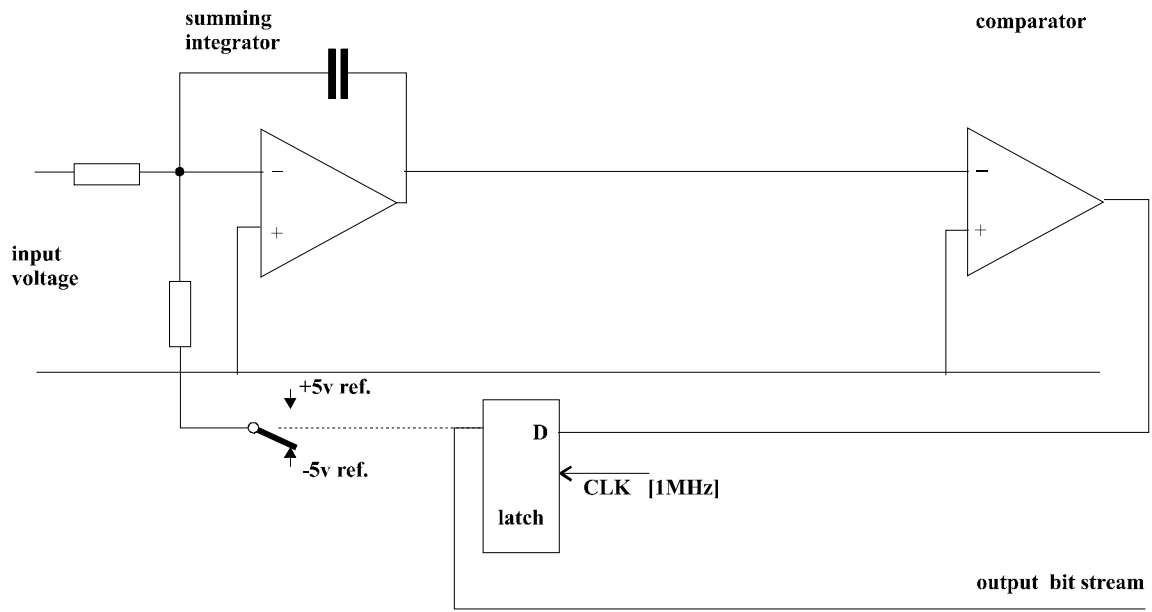 summing
integrator
comparator
−
+
−
+
input
voltage
+5v ref.
-5v ref.
D
CLK [1MHz]
latch
output bit stream